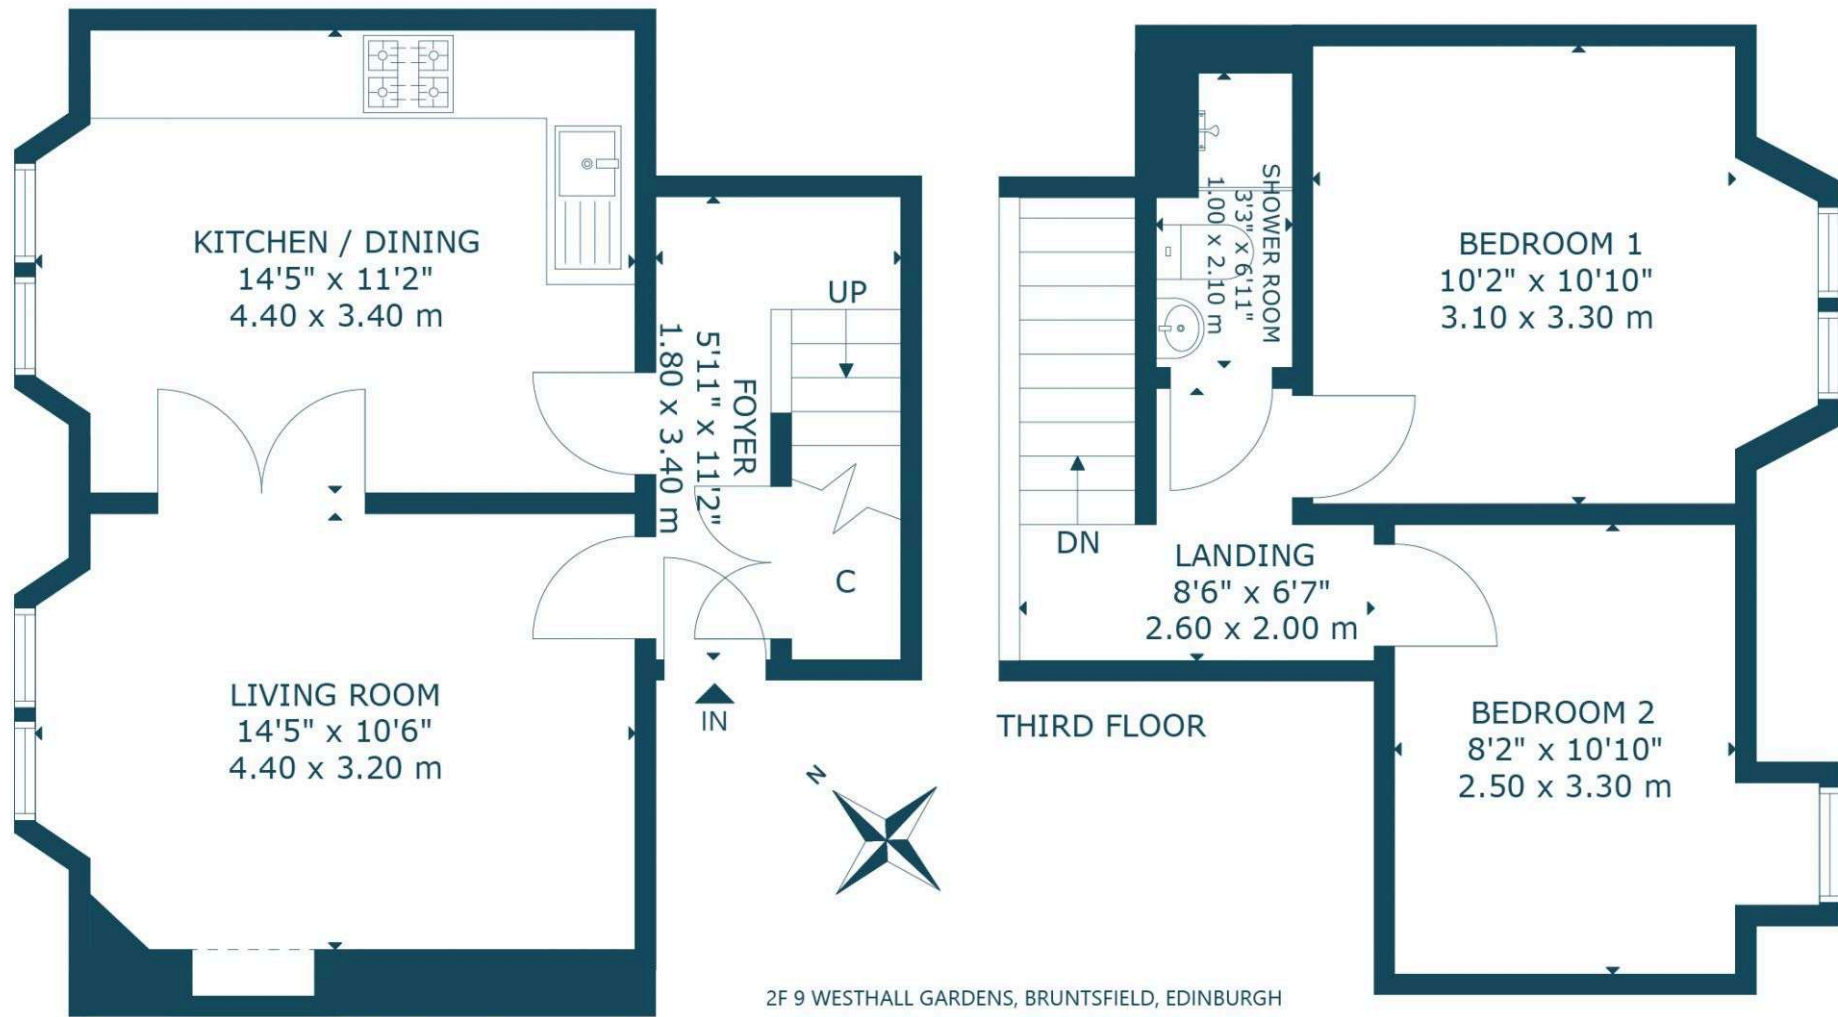 KITCHEN / DINING
14'5" x 11'2"
4.40 x 3.40 m
UP
FOYER
5'11" x 11'2"
1.80 x 3.40 m
C
IN
LIVING ROOM
14'5" x 10'6"
4.40 x 3.20 m
SHOWER ROOM
3'3" x 6'11"
1.00 x 2.10 m
BEDROOM 1
10'2" x 10'10"
3.10 x 3.30 m
DN
LANDING
8'6" x 6'7"
2.60 x 2.00 m
THIRD FLOOR
BEDROOM 2
8'2" x 10'10"
2.50 x 3.30 m
N
2F 9 WESTHALL GARDENS, BRUNTSFIELD, EDINBURGH